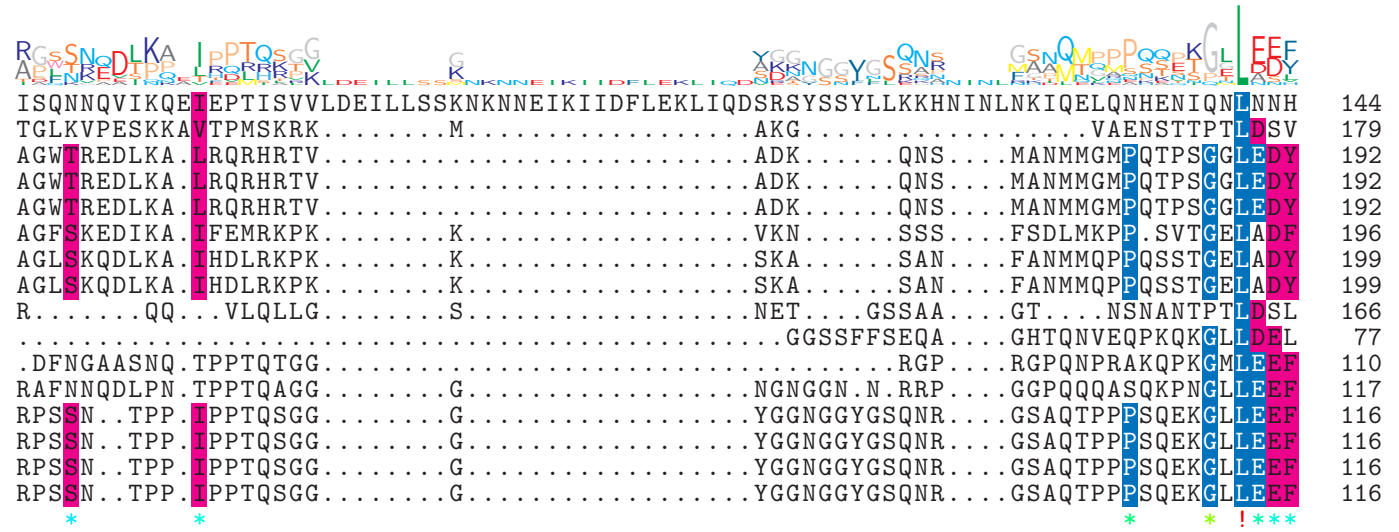 ISQNNQVIKQEIEPTISVVLDEILLSSKNKNNEIKIIDFLEKLIQDSRSYSSYLLKKHNINLNKIQELQNHENIQNLNNH 144
TGLKVPESKKAVTPMSKRK........M..................AKG..................VAENSTTPTLDSV 179
AGWTREDLKA.LRQRHRTV...........................ADK......QNS....MANMMGMPQTPSGGLEDY 192
AGWTREDLKA.LRQRHRTV...........................ADK......QNS....MANMMGMPQTPSGGLEDY 192
AGWTREDLKA.LRQRHRTV...........................ADK......QNS....MANMMGMPQTPSGGLEDY 192
AGFSKEDIKA.IFEMRKPK........K..................VKN......SSS....FSDLMKPP.SVTGELADF 196
AGLSKQDLKA.IHDLRKPK........K..................SKA......SAN....FANMMQPPQSSTGELADY 199
AGLSKQDLKA.IHDLRKPK........K..................SKA......SAN....FANMMQPPQSSTGELADY 199
R.......QQ...VLQLLG........S..................NET....GSSAA....GT....NSNANTPTLDSL 166
................................................GGSSFFSEQA....GHTQNVEQPKQKGLLDEL 77
.DFNGAASNQ.TPPTQTGG....................................RGP....RGPQNPRAKQPKGMLEEF 110
RAFNNQDLPN.TPPTQAGG........G..................NGNGGN.N.RRP....GGPQQQASQKPNGLLEEF 117
RPSSN..TPP.IPPTQSGG........G..................YGGNGGYGSQNR....GSAQTPPPSQEKGLLEEF 116
RPSSN..TPP.IPPTQSGG........G..................YGGNGGYGSQNR....GSAQTPPPSQEKGLLEEF 116
RPSSN..TPP.IPPTQSGG........G..................YGGNGGYGSQNR....GSAQTPPPSQEKGLLEEF 116
RPSSN..TPP.IPPTQSGG........G..................YGGNGGYGSQNR....GSAQTPPPSQEKGLLEEF 116
* * * * ! * * *